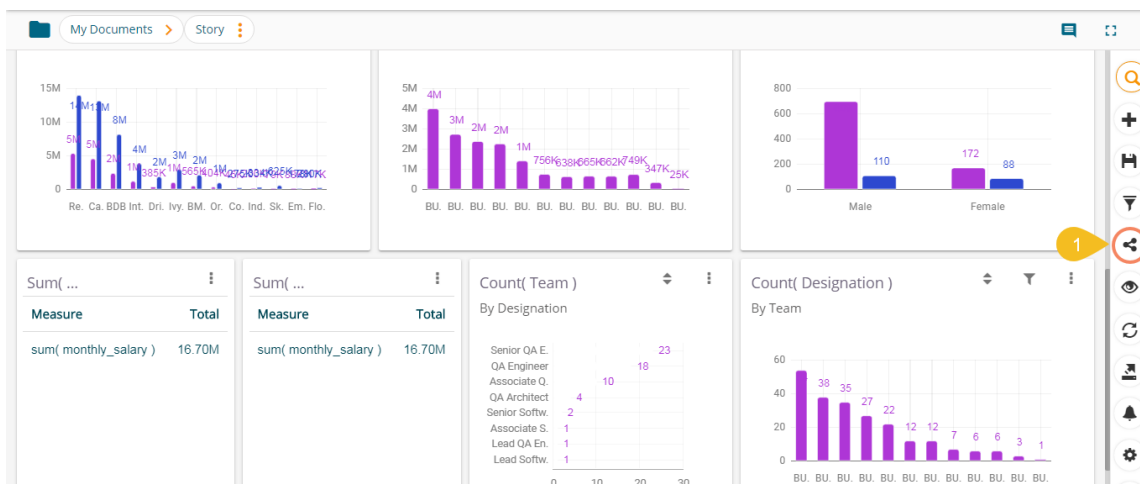 My Documents
Story
15M
10M
5M
0
5M
5M
2M
8M
1M
4M
385K
2M
1M
3M
565K
2M
404K
1M
Re. Ca. BDB Int. Dri. Ivy. BM. Or. Co. Ind. Sk. Em. Flo.
5M
4M
3M
2M
1M
0
4M
3M
2M
2M
1M
756K
638K
665K
662K
749K
347K
25K
BU. BU. BU. BU. BU. BU. BU. BU. BU. BU. BU. BU.
800
600
400
200
0
110
172
88
Male
Female
1
Sum( ...
Measure Total
sum( monthly_salary ) 16.70M
Sum( ...
Measure Total
sum( monthly_salary ) 16.70M
Count( Team )
By Designation
Senior QA E. 23
QA Engineer 18
Associate Q. 10
QA Architect 4
Senior Softw. 2
Associate S. 1
Lead QA En. 1
Lead Softw. 1
0 10 20 30
Count( Designation )
By Team
60
40
20
0
38
35
27
22
12
12
7
6
6
3
1
BU. BU. BU. BU. BU. BU. BU. BU. BU. BU. BU. BU.